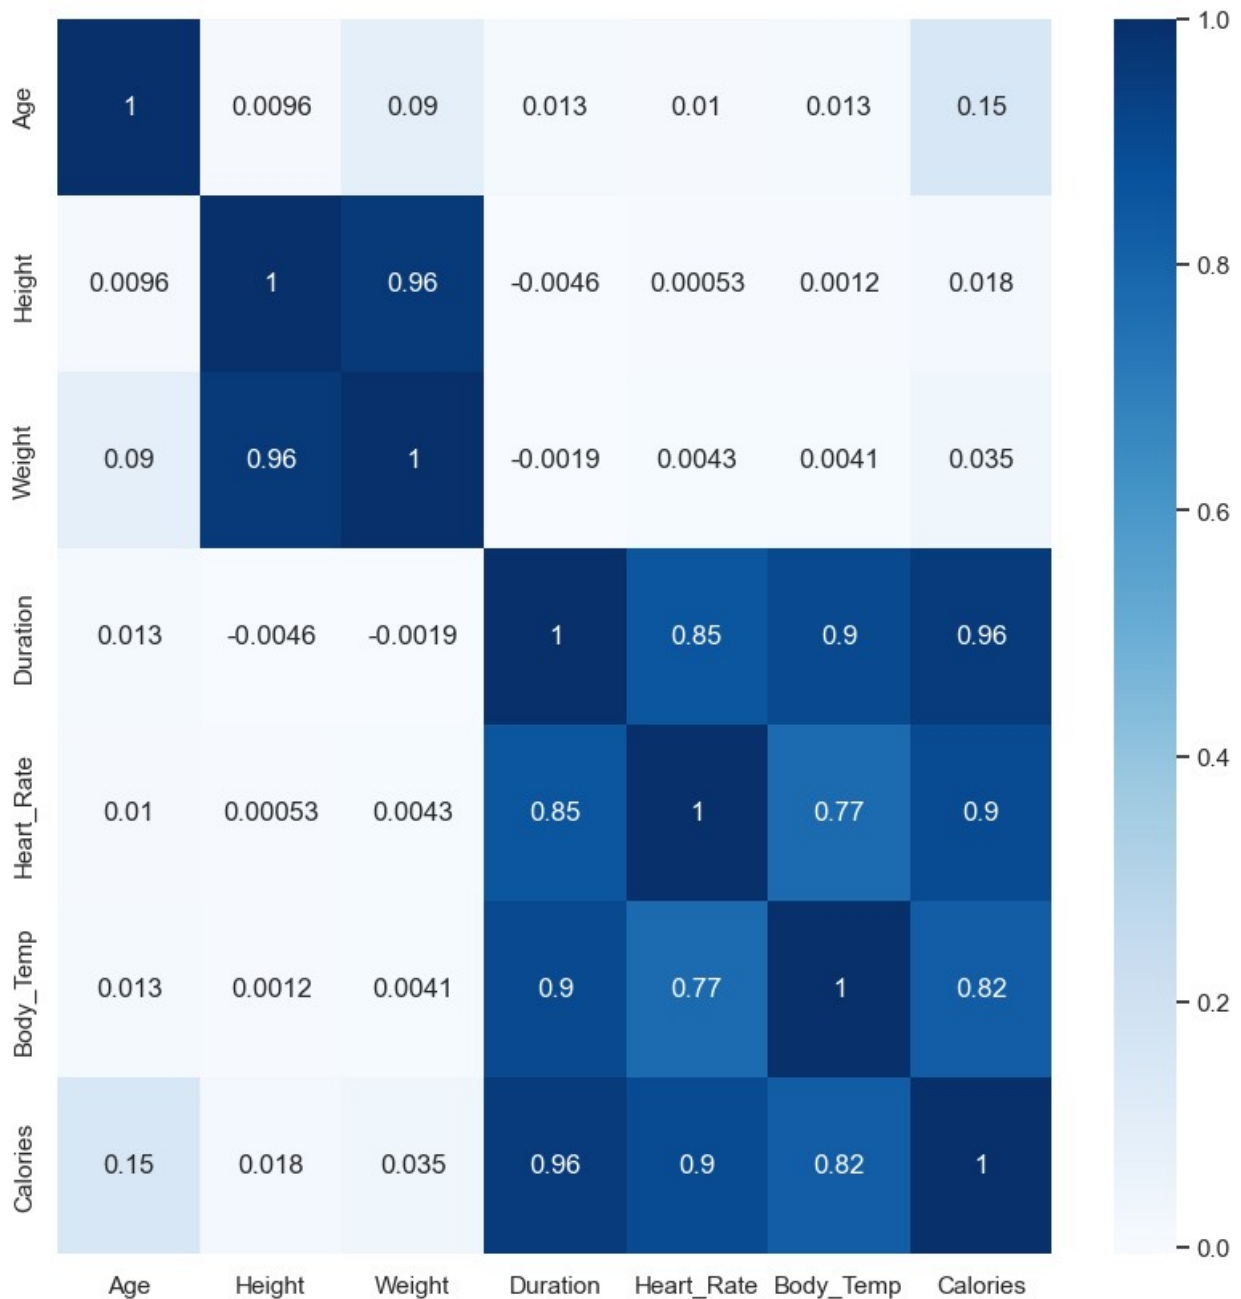 Age 1 0.0096 0.09 0.013 0.01 0.013 0.15
Height 0.0096 1 0.96 -0.0046 0.00053 0.0012 0.018
Weight 0.09 0.96 1 -0.0019 0.0043 0.0041 0.035
Duration 0.013 -0.0046 -0.0019 1 0.85 0.9 0.96
Heart_Rate 0.01 0.00053 0.0043 0.85 1 0.77 0.9
Body_Temp 0.013 0.0012 0.0041 0.9 0.77 1 0.82
Calories 0.15 0.018 0.035 0.96 0.9 0.82 1
Age Height Weight Duration Heart_Rate Body_Temp Calories
1.0
0.8
0.6
0.4
0.2
0.0